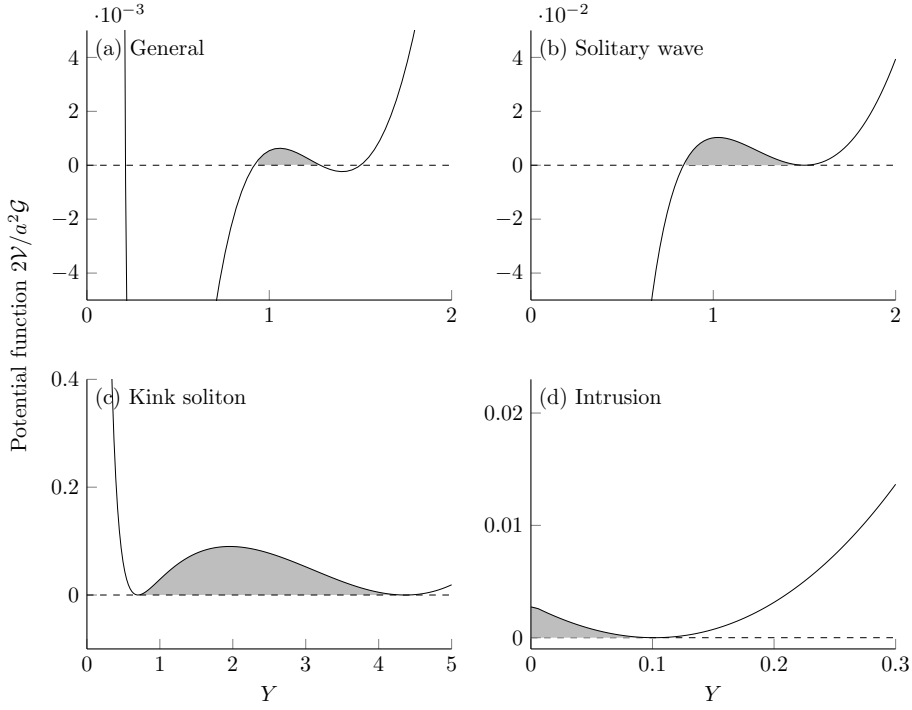 ·10⁻³
(a) General
4
2
0
−2
−4
0 1 2
·10⁻²
(b) Solitary wave
4
2
0
−2
−4
0 1 2
Potential function 2𝒱/a²𝒢
(c) Kink soliton
0.4
0.2
0
0 1 2 3 4 5
Y
(d) Intrusion
0.02
0.01
0
0 0.1 0.2 0.3
Y